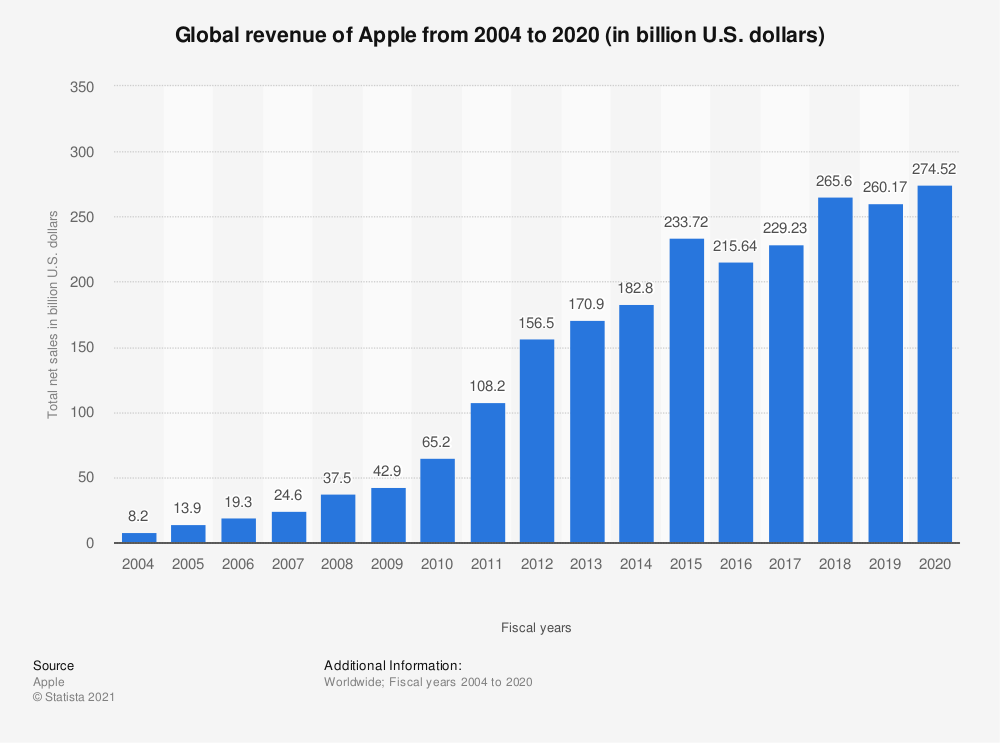 Global revenue of Apple from 2004 to 2020 (in billion U.S. dollars)
Total net sales in billion U.S. dollars
350
300
250
200
150
100
50
0
8.2
13.9
19.3
24.6
37.5
42.9
65.2
108.2
156.5
170.9
182.8
233.72
215.64
229.23
265.6
260.17
274.52
2004 2005 2006 2007 2008 2009 2010 2011 2012 2013 2014 2015 2016 2017 2018 2019 2020
Fiscal years
Source
Apple
© Statista 2021
Additional Information:
Worldwide; Fiscal years 2004 to 2020